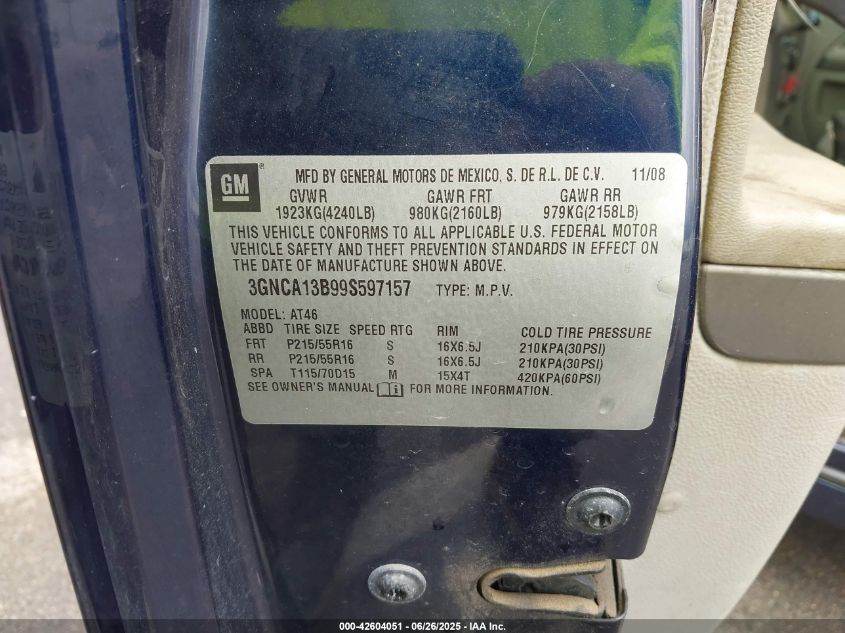 GM
MFD BY GENERAL MOTORS DE MEXICO, S. DE R.L. DE C.V. 11/08
GVWR GAWR FRT GAWR RR
1923KG(4240LB) 980KG(2160LB) 979KG(2158LB)
THIS VEHICLE CONFORMS TO ALL APPLICABLE U.S. FEDERAL MOTOR
VEHICLE SAFETY AND THEFT PREVENTION STANDARDS IN EFFECT ON
THE DATE OF MANUFACTURE SHOWN ABOVE.
3GNCA13B99S597157 TYPE: M.P.V.
MODEL: AT46
ABBD TIRE SIZE SPEED RTG RIM COLD TIRE PRESSURE
FRT P215/55R16 S 16X6.5J 210KPA(30PSI)
RR P215/55R16 S 16X6.5J 210KPA(30PSI)
SPA T115/70D15 M 15X4T 420KPA(60PSI)
SEE OWNER'S MANUAL FOR MORE INFORMATION.
000-42604051 - 06/26/2025 - IAA Inc.